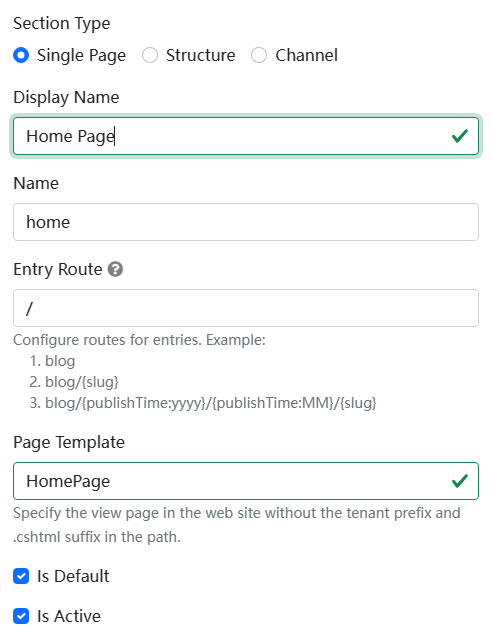 Section Type
Single Page Structure Channel
Display Name
Home Page
Name
home
Entry Route ?
/
Configure routes for entries. Example:
1. blog
2. blog/{slug}
3. blog/{publishTime:yyyy}/{publishTime:MM}/{slug}
Page Template
HomePage
Specify the view page in the web site without the tenant prefix and
.cshtml suffix in the path.
Is Default
Is Active